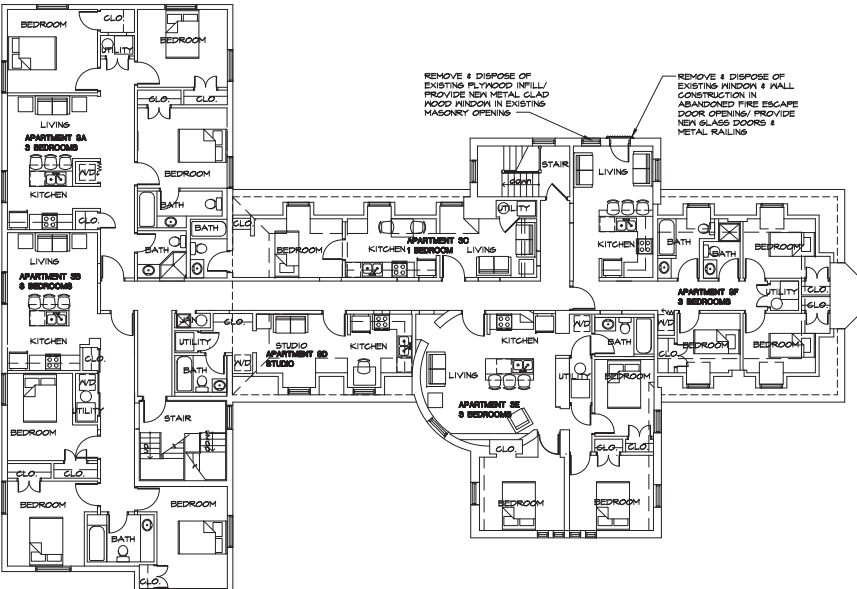 BEDROOM
CLO.
UTILITY
BEDROOM
REMOVE & DISPOSE OF
EXISTING PLYWOOD INFILL/
PROVIDE NEW METAL CLAD
WOOD WINDOW IN EXISTING
MASONRY OPENING
REMOVE & DISPOSE OF
EXISTING WINDOW & WALL
CONSTRUCTION IN
ABANDONED FIRE ESCAPE
DOOR OPENING/ PROVIDE
NEW GLASS DOORS &
METAL RAILING
CLO.
CLO.
LIVING
APARTMENT 3A
3 BEDROOMS
W/D
KITCHEN
BEDROOM
BATH
CLO.
BATH
BATH
CLO.
STAIR
DOWN
UTILITY
LIVING
KITCHEN
BEDROOM
KITCHEN
APARTMENT 3C
1 BEDROOM
LIVING
BATH
BATH
BEDROOM
LIVING
APARTMENT 3B
3 BEDROOMS
KITCHEN
CLO.
APARTMENT 3F
3 BEDROOMS
UTILITY
CLO.
CLO.
UTILITY
CLO.
STUDIO
APARTMENT 3D
STUDIO
W/D
BATH
KITCHEN
KITCHEN
LIVING
APARTMENT 3E
3 BEDROOMS
W/D
BATH
UTILITY
BEDROOM
W/D
CLO.
BEDROOM
BEDROOM
W/D
UTILITY
BEDROOM
STAIR
UP
DOWN
CLO.
CLO.
CLO.
CLO.
CLO.
BEDROOM
BATH
BEDROOM
CLO.
BEDROOM
BEDROOM